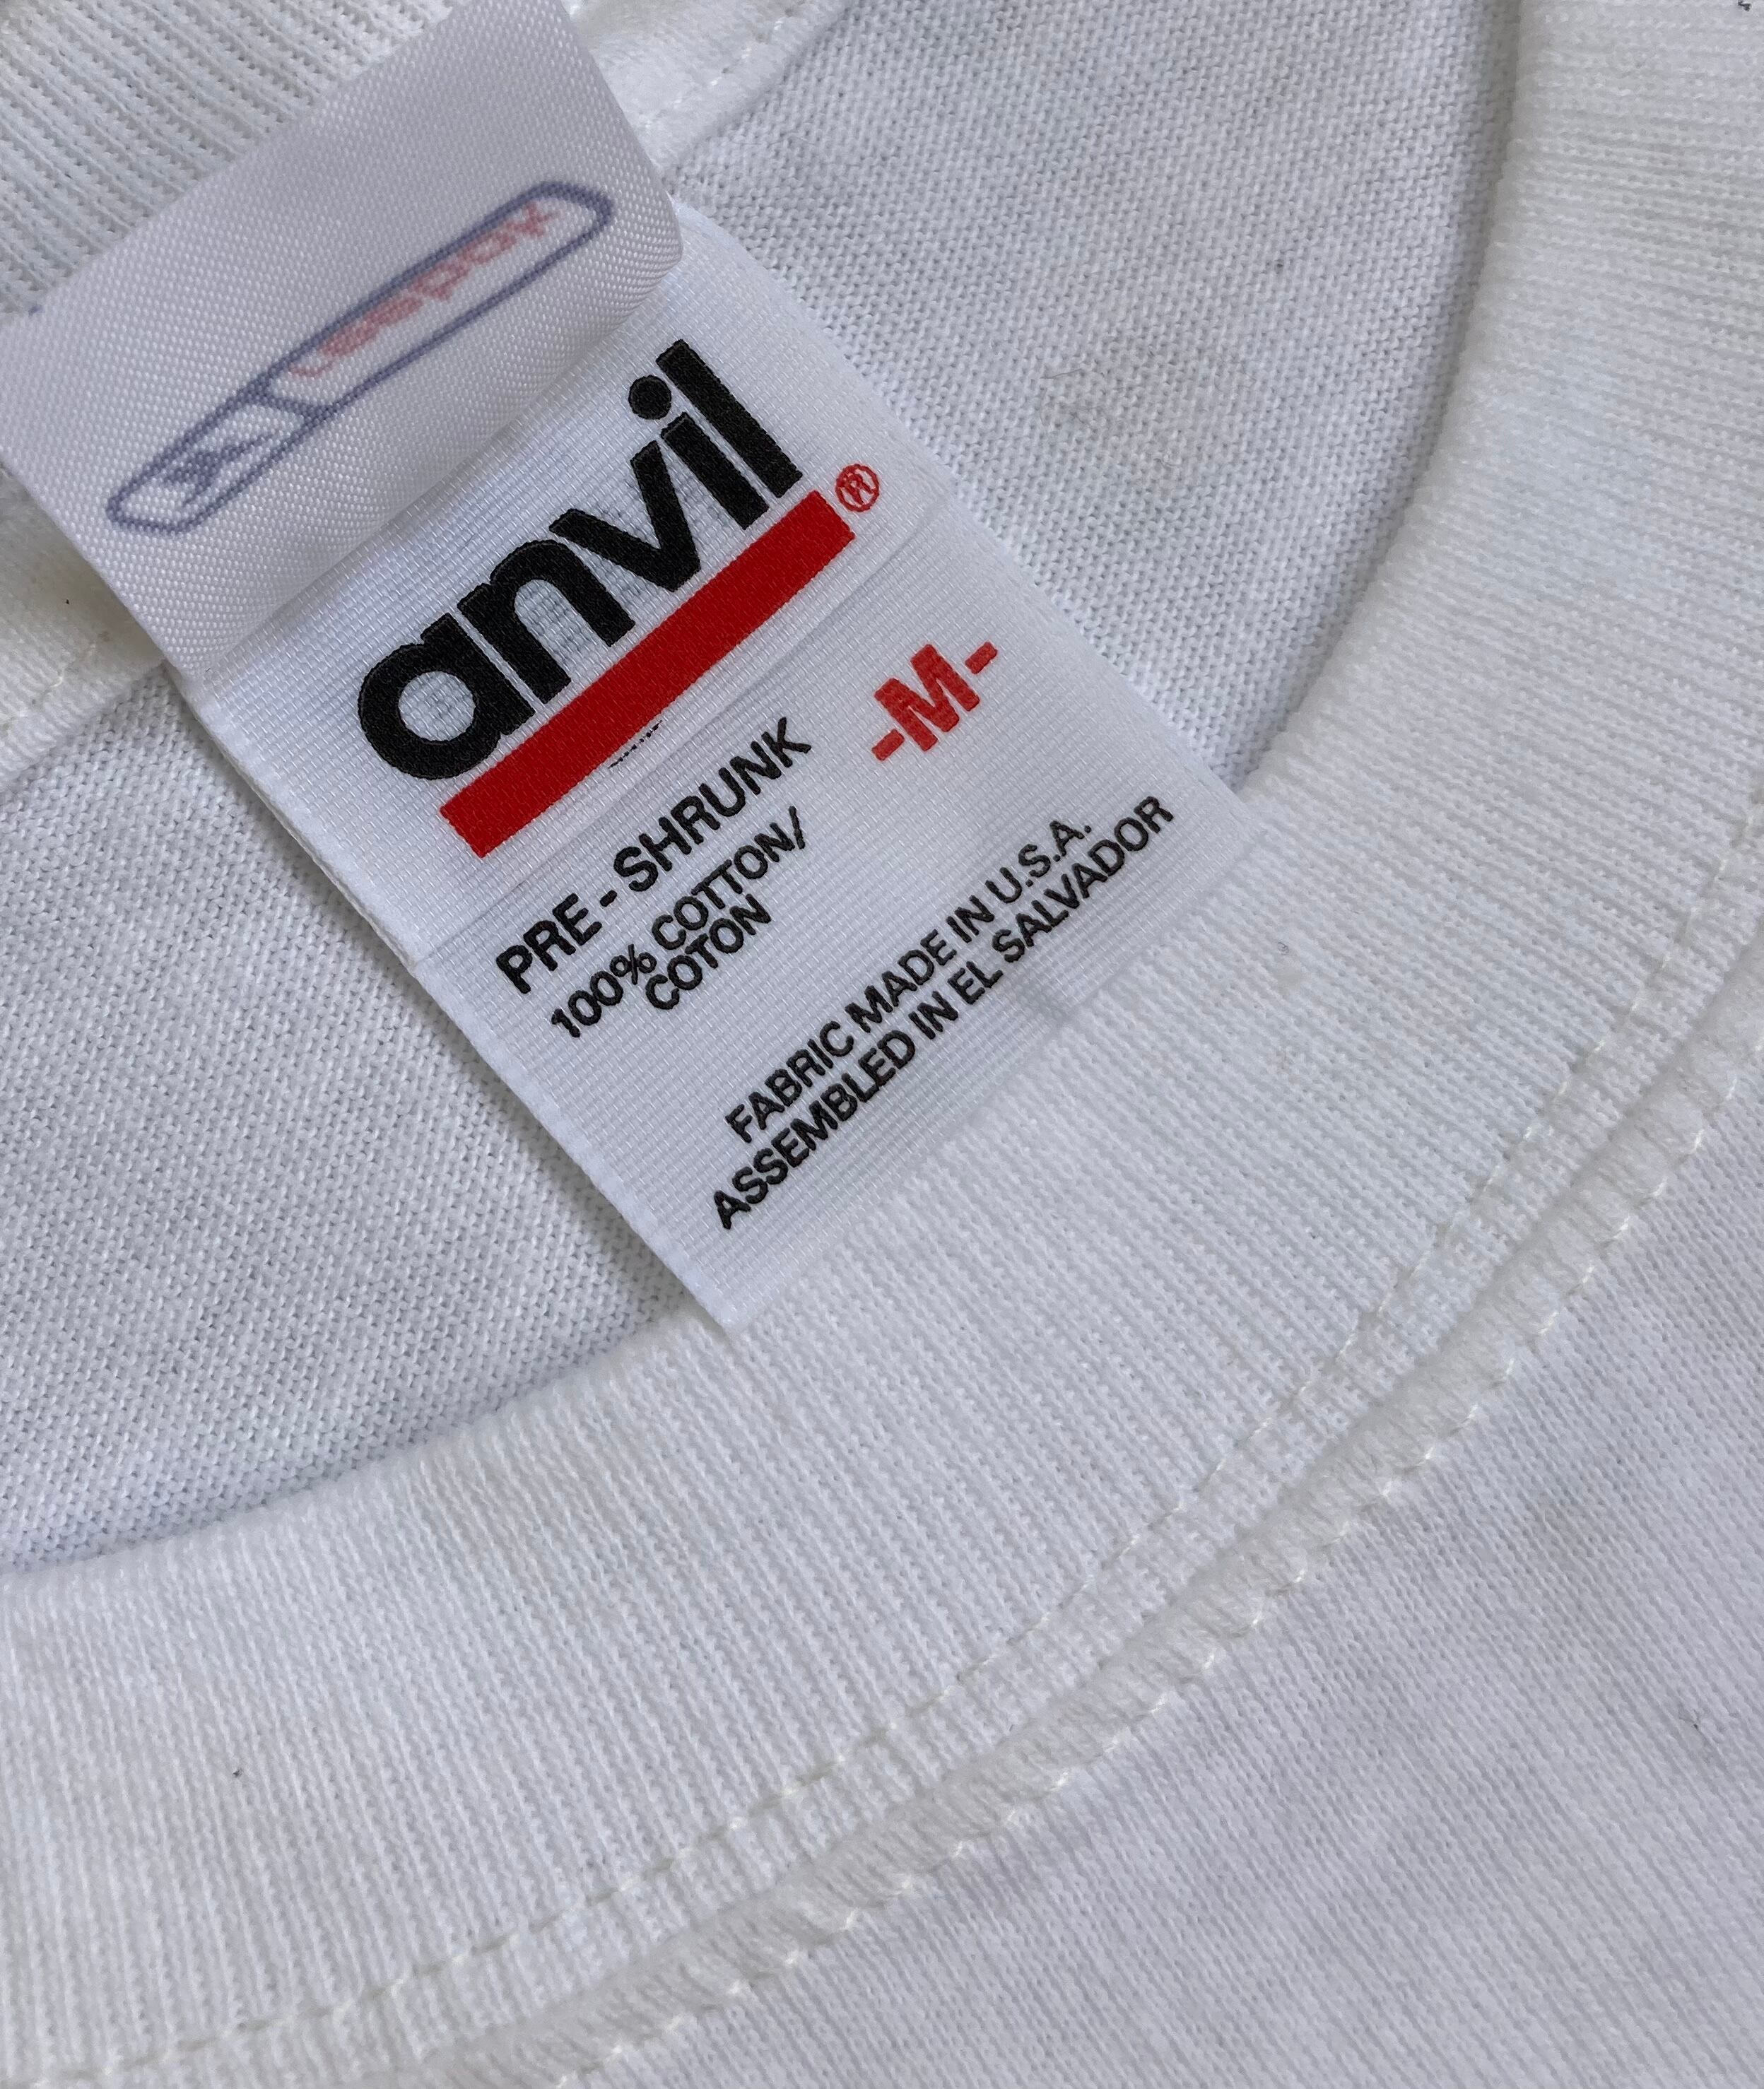 anvil®
-M-
PRE-SHRUNK
100% COTTON/
COTON
FABRIC MADE IN U.S.A.
ASSEMBLED IN EL SALVADOR